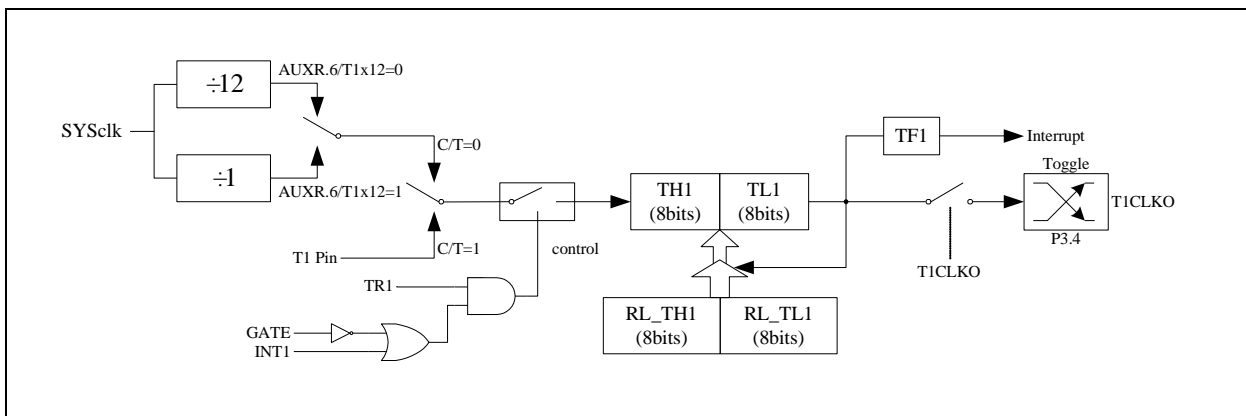 ÷12
AUXR.6/T1x12=0
SYSclk
÷1
AUXR.6/T1x12=1
C/T=0
T1 Pin
C/T=1
control
TR1
GATE
INT1
TH1
(8bits)
TL1
(8bits)
RL_TH1
(8bits)
RL_TL1
(8bits)
TF1
Interrupt
Toggle
T1CLKO
P3.4
T1CLKO